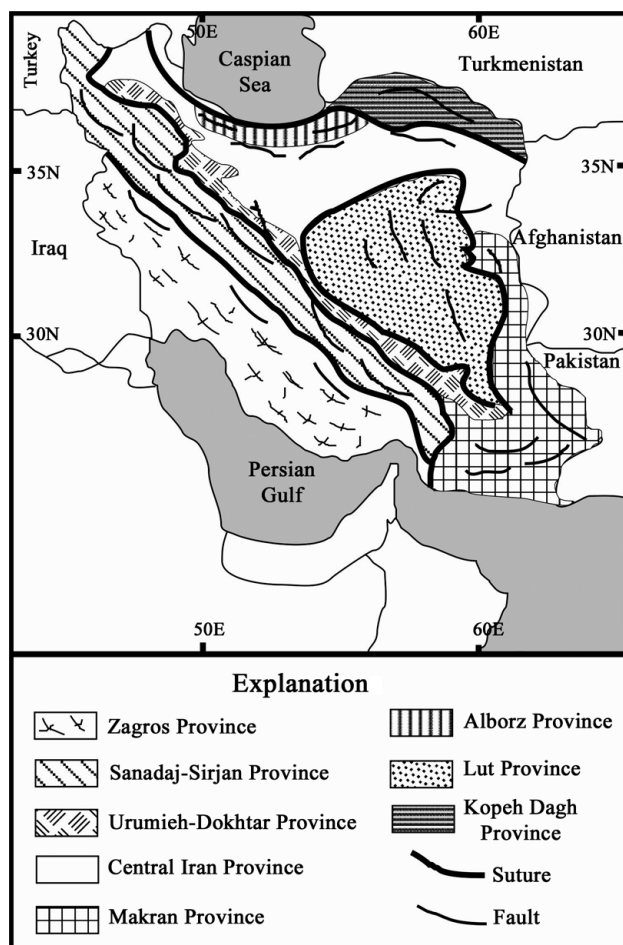 50E
60E
Turkey
Caspian
Sea
Turkmenistan
35N
35N
Iraq
Afghanistan
30N
30N
Pakistan
Persian
Gulf
50E
60E
Explanation
Zagros Province
Alborz Province
Sanadaj-Sirjan Province
Lut Province
Urumieh-Dokhtar Province
Kopeh Dagh
Province
Central Iran Province
Suture
Makran Province
Fault